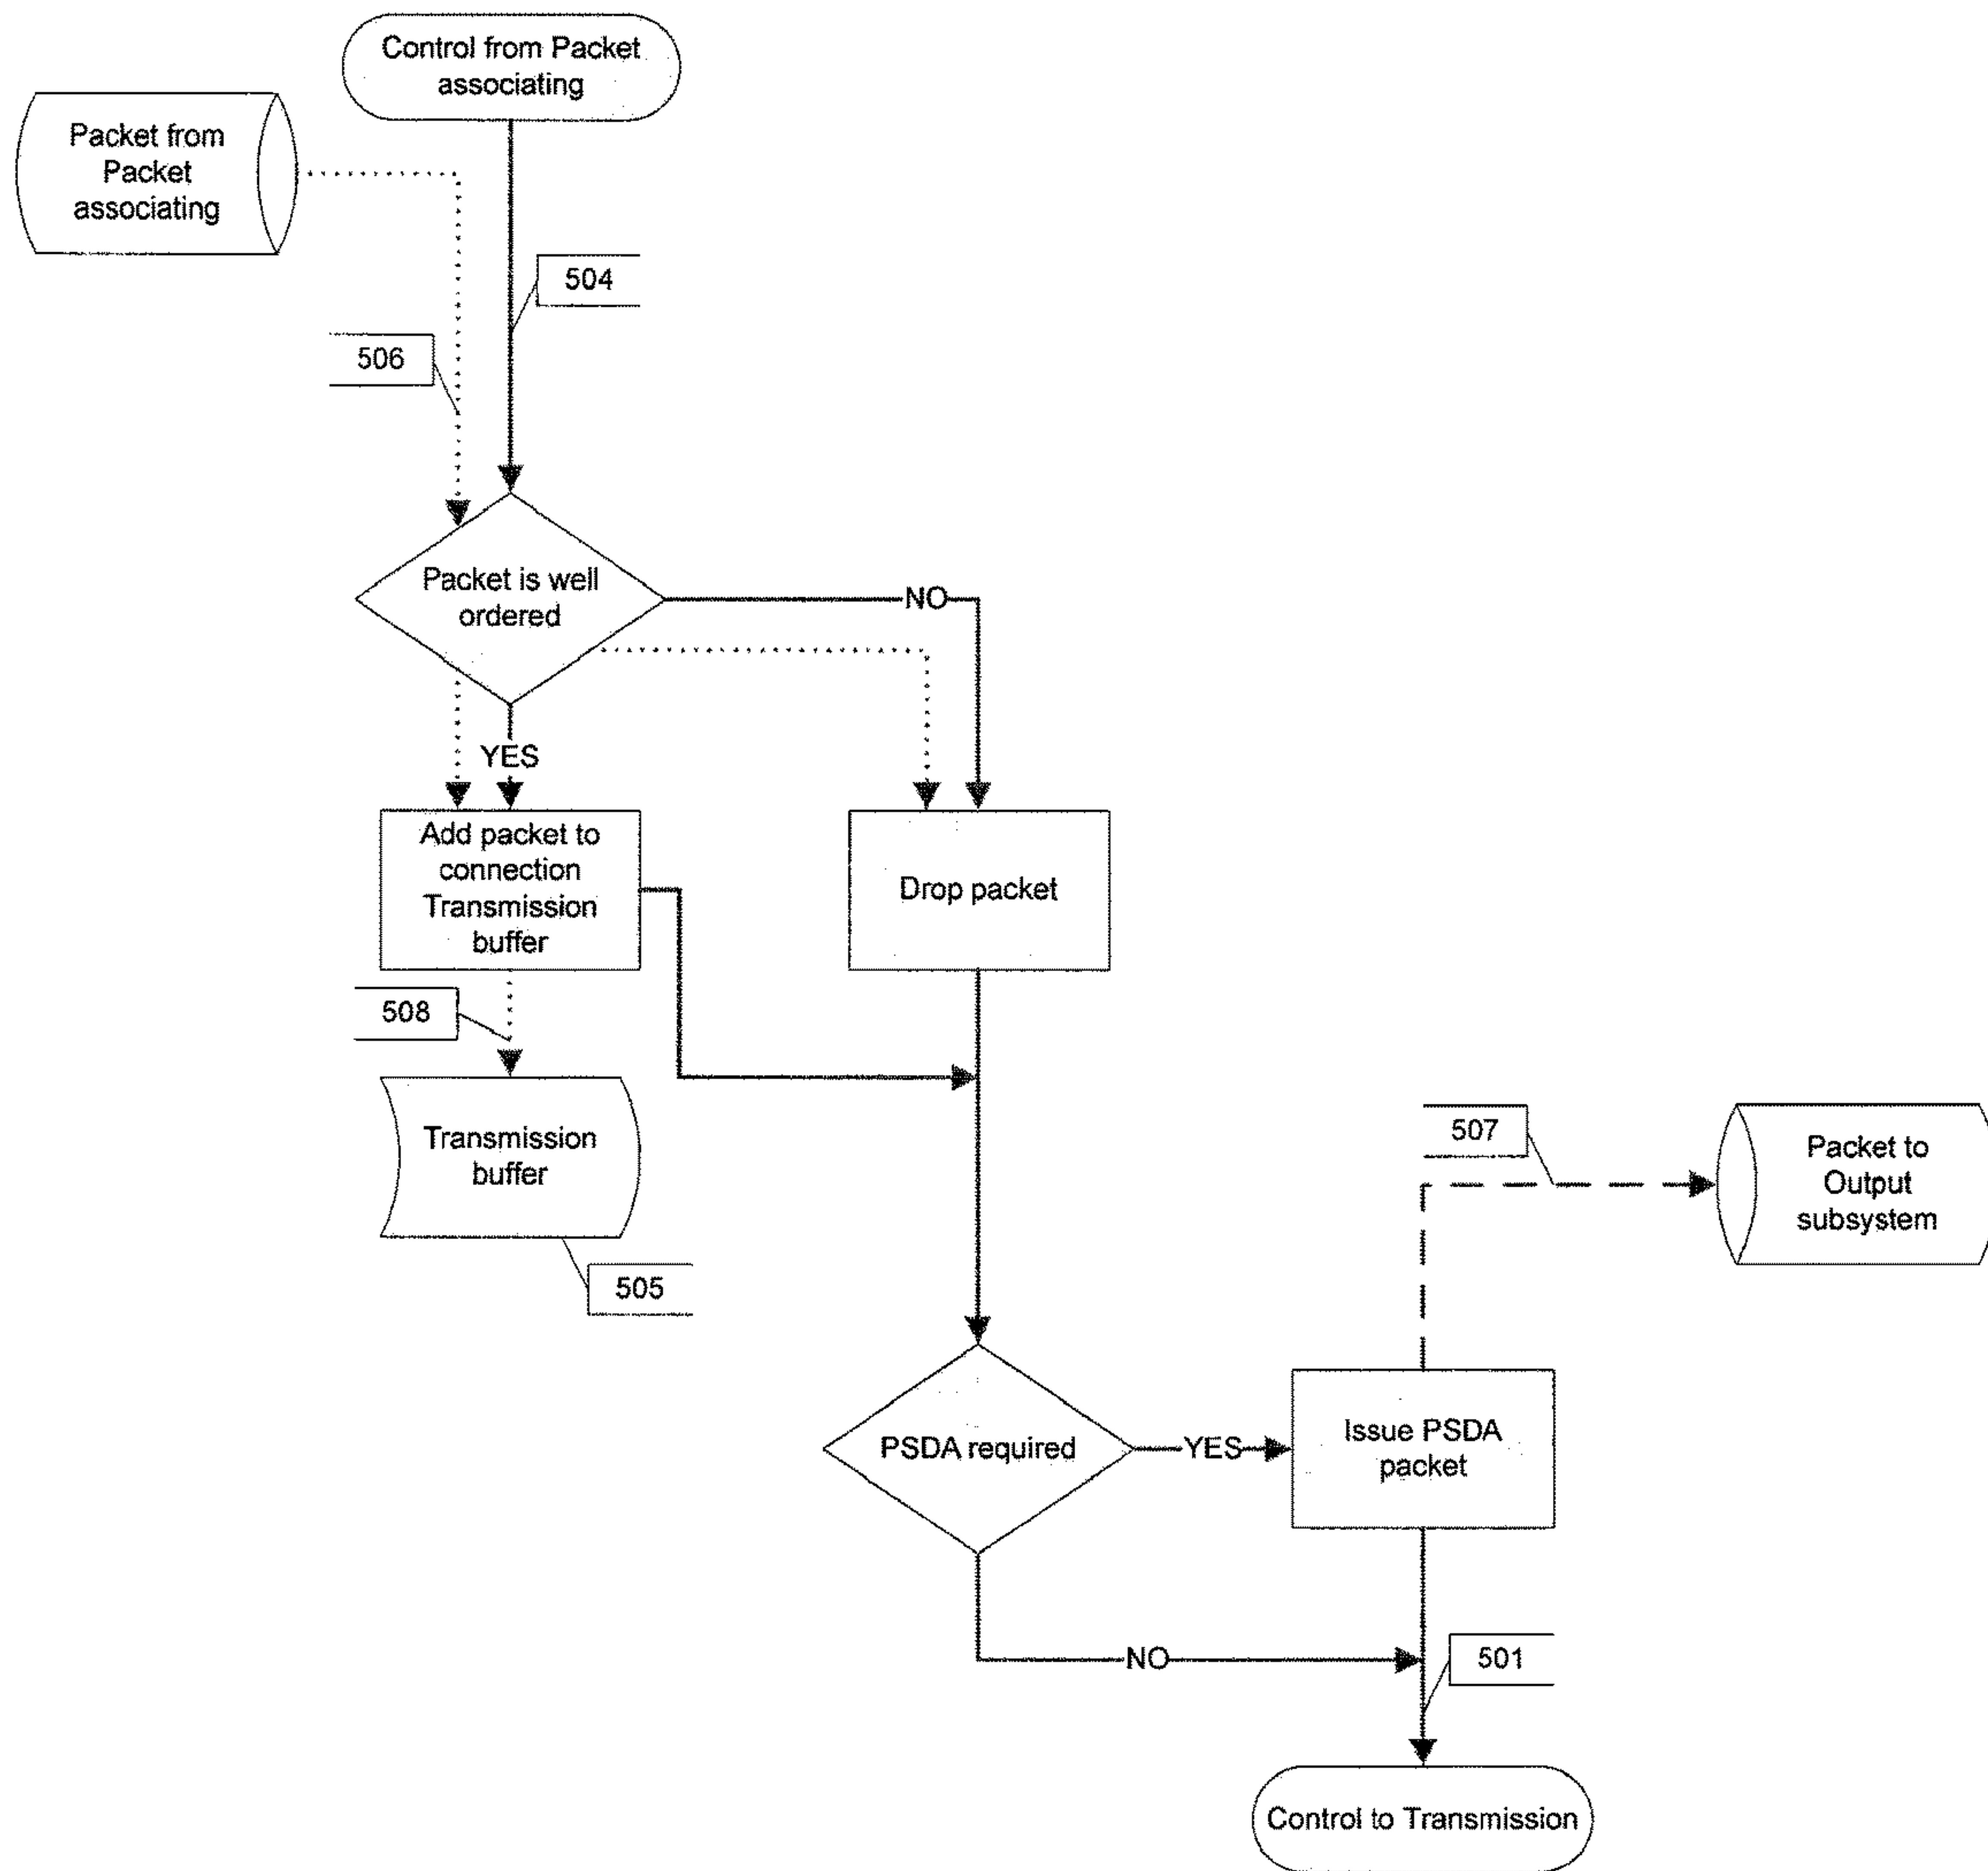 Control from Packet
associating
Packet from
Packet
associating
504
506
Packet is well
ordered
NO
YES
Add packet to
connection
Transmission
buffer
Drop packet
508
Transmission
buffer
507
Packet to
Output
subsystem
505
PSDA required
YES
Issue PSDA
packet
NO
501
Control to Transmission